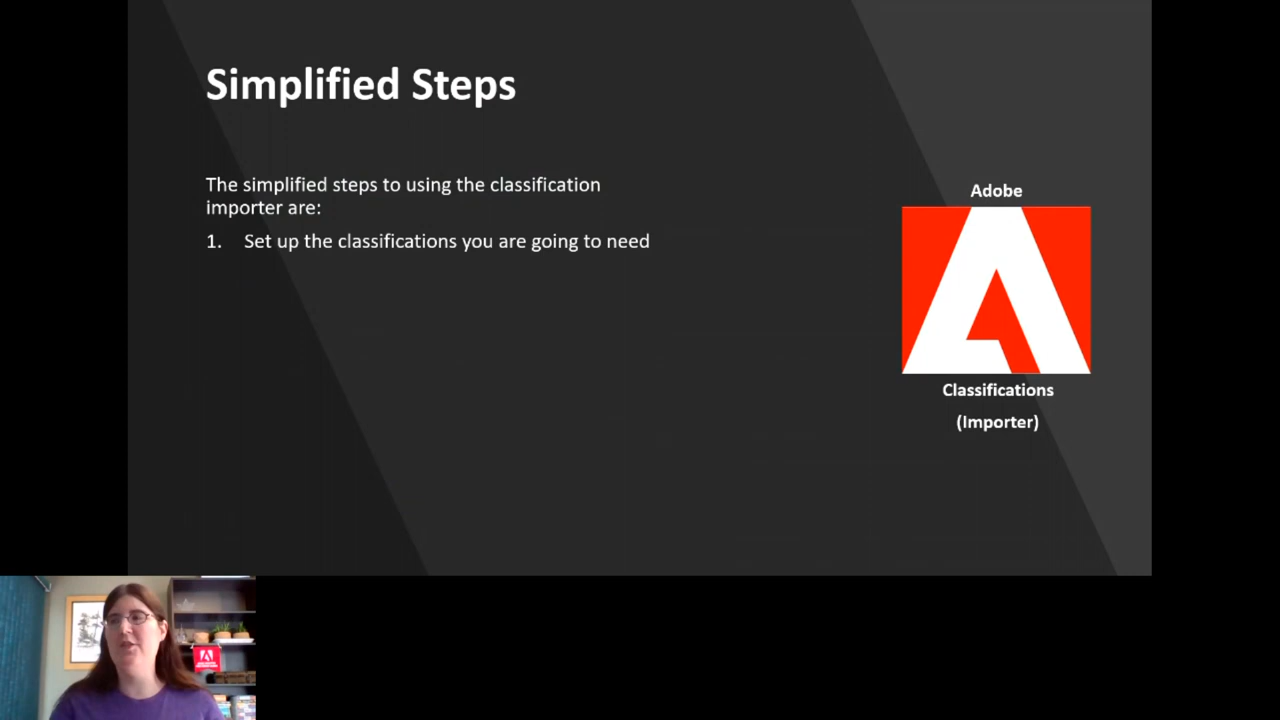 Simplified Steps
The simplified steps to using the classification
importer are:
1. Set up the classifications you are going to need
Adobe
Classifications
(Importer)